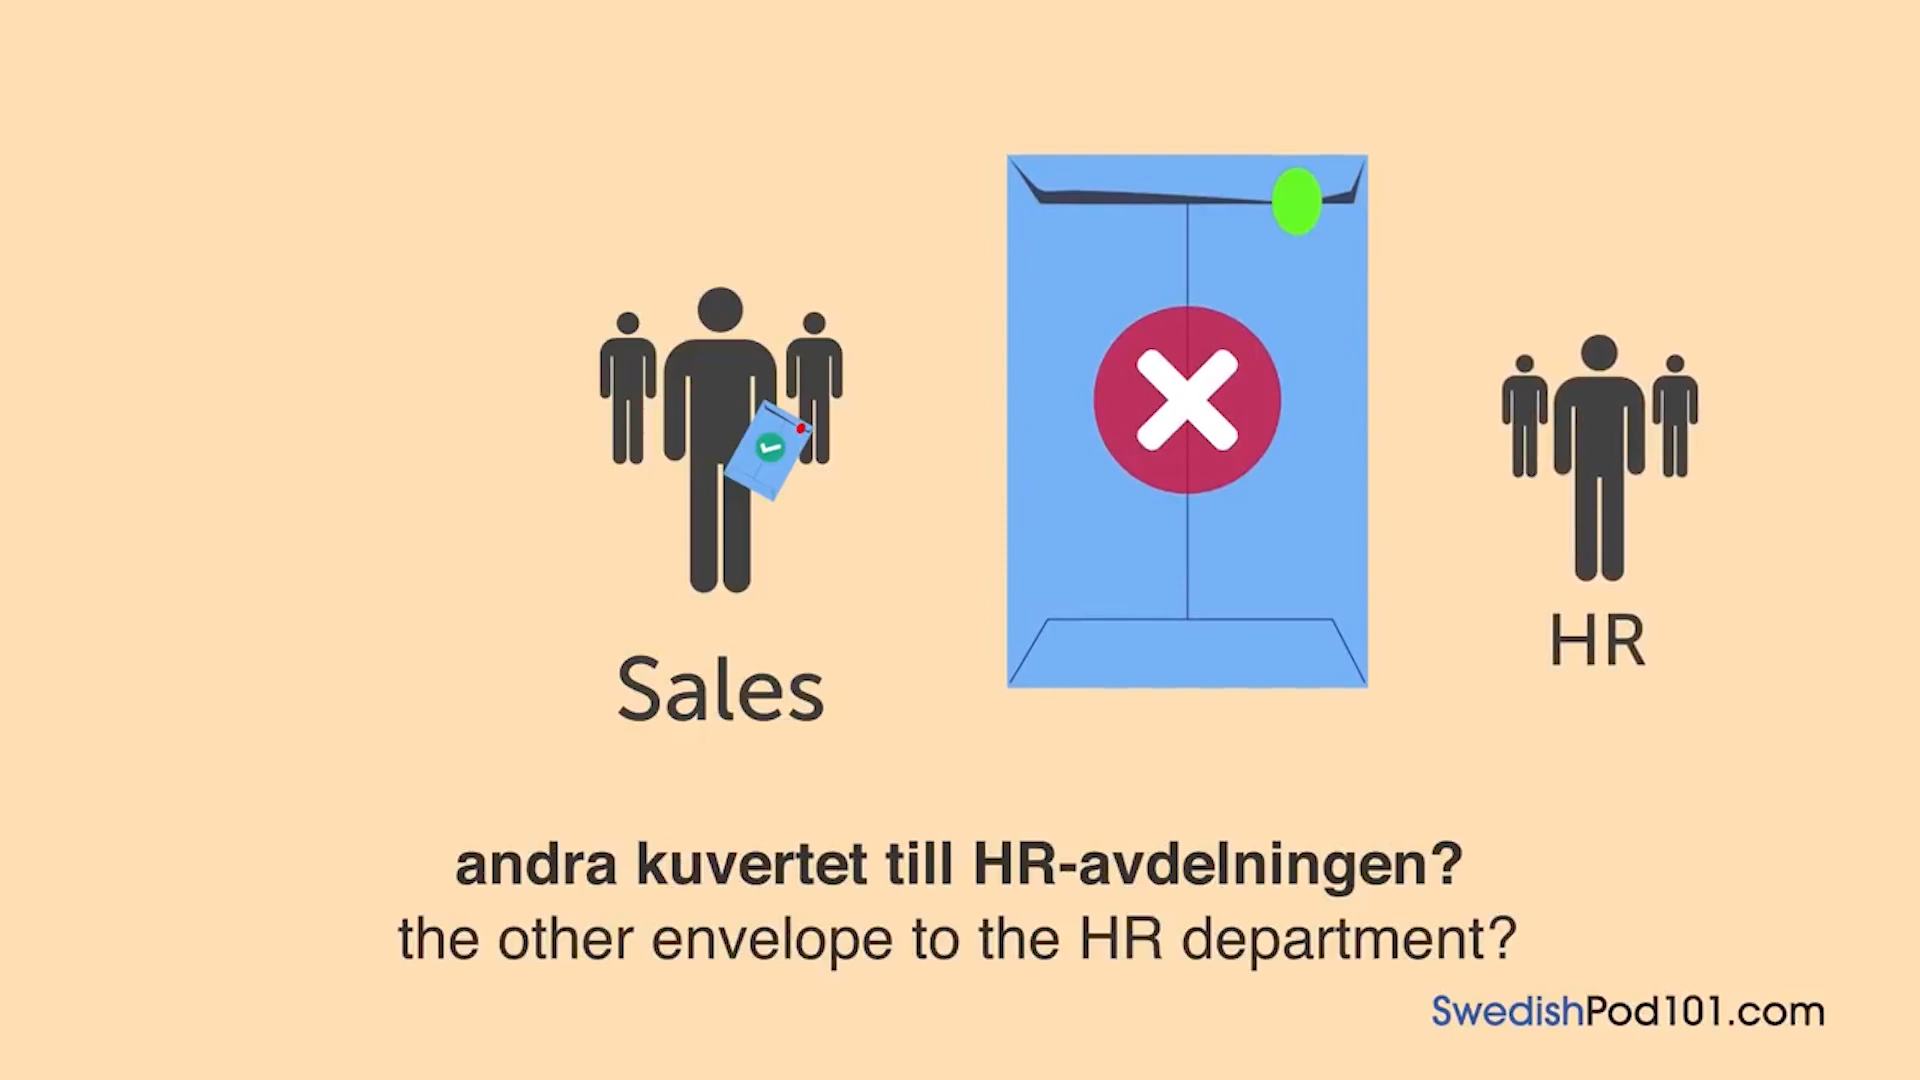 Sales
HR
andra kuvertet till HR-avdelningen?
the other envelope to the HR department?
SwedishPod101.com